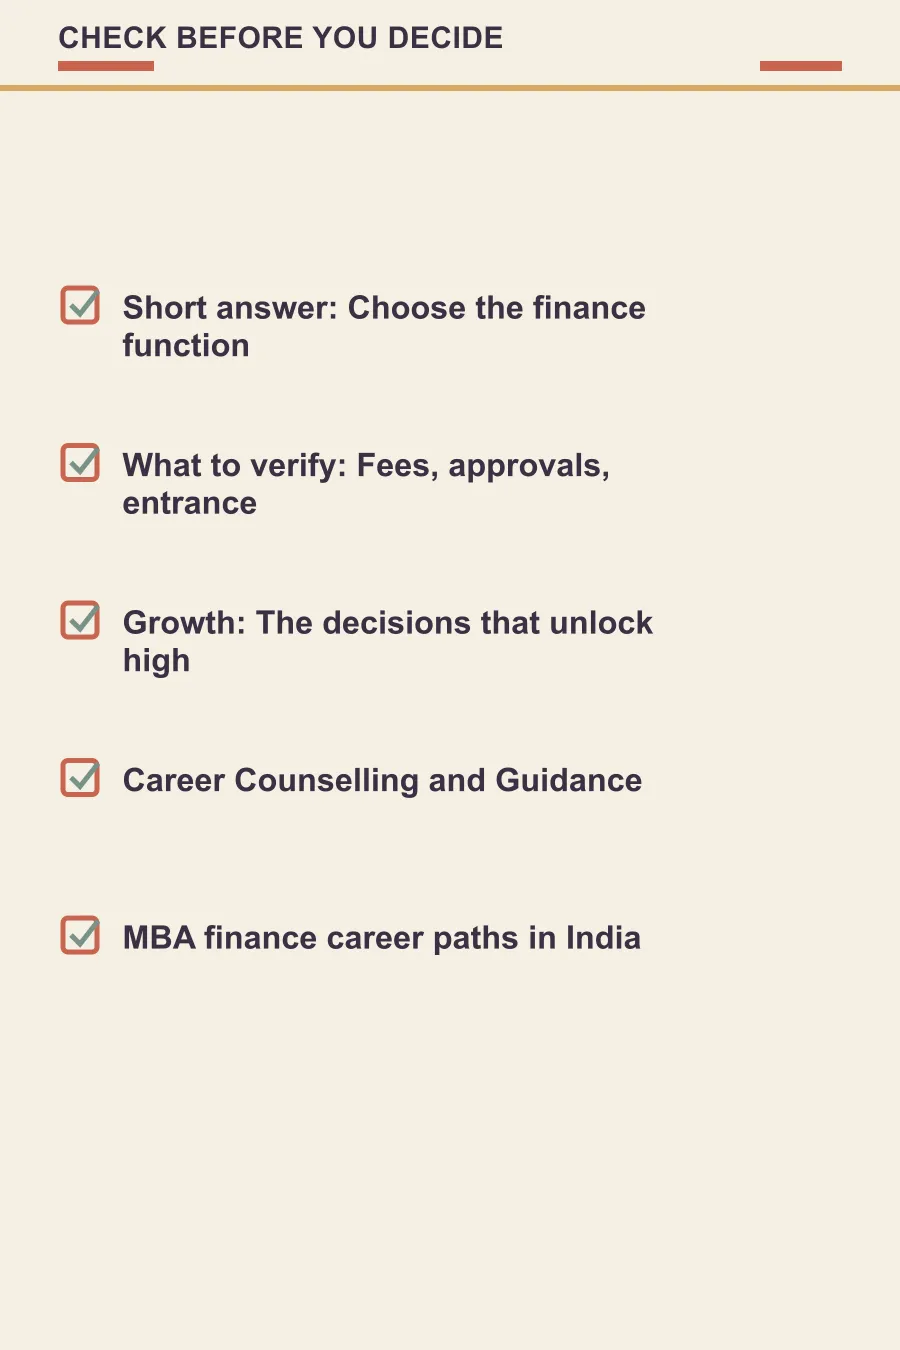 CHECK BEFORE YOU DECIDE
Short answer: Choose the finance
function
What to verify: Fees, approvals,
entrance
Growth: The decisions that unlock
high
Career Counselling and Guidance
MBA finance career paths in India